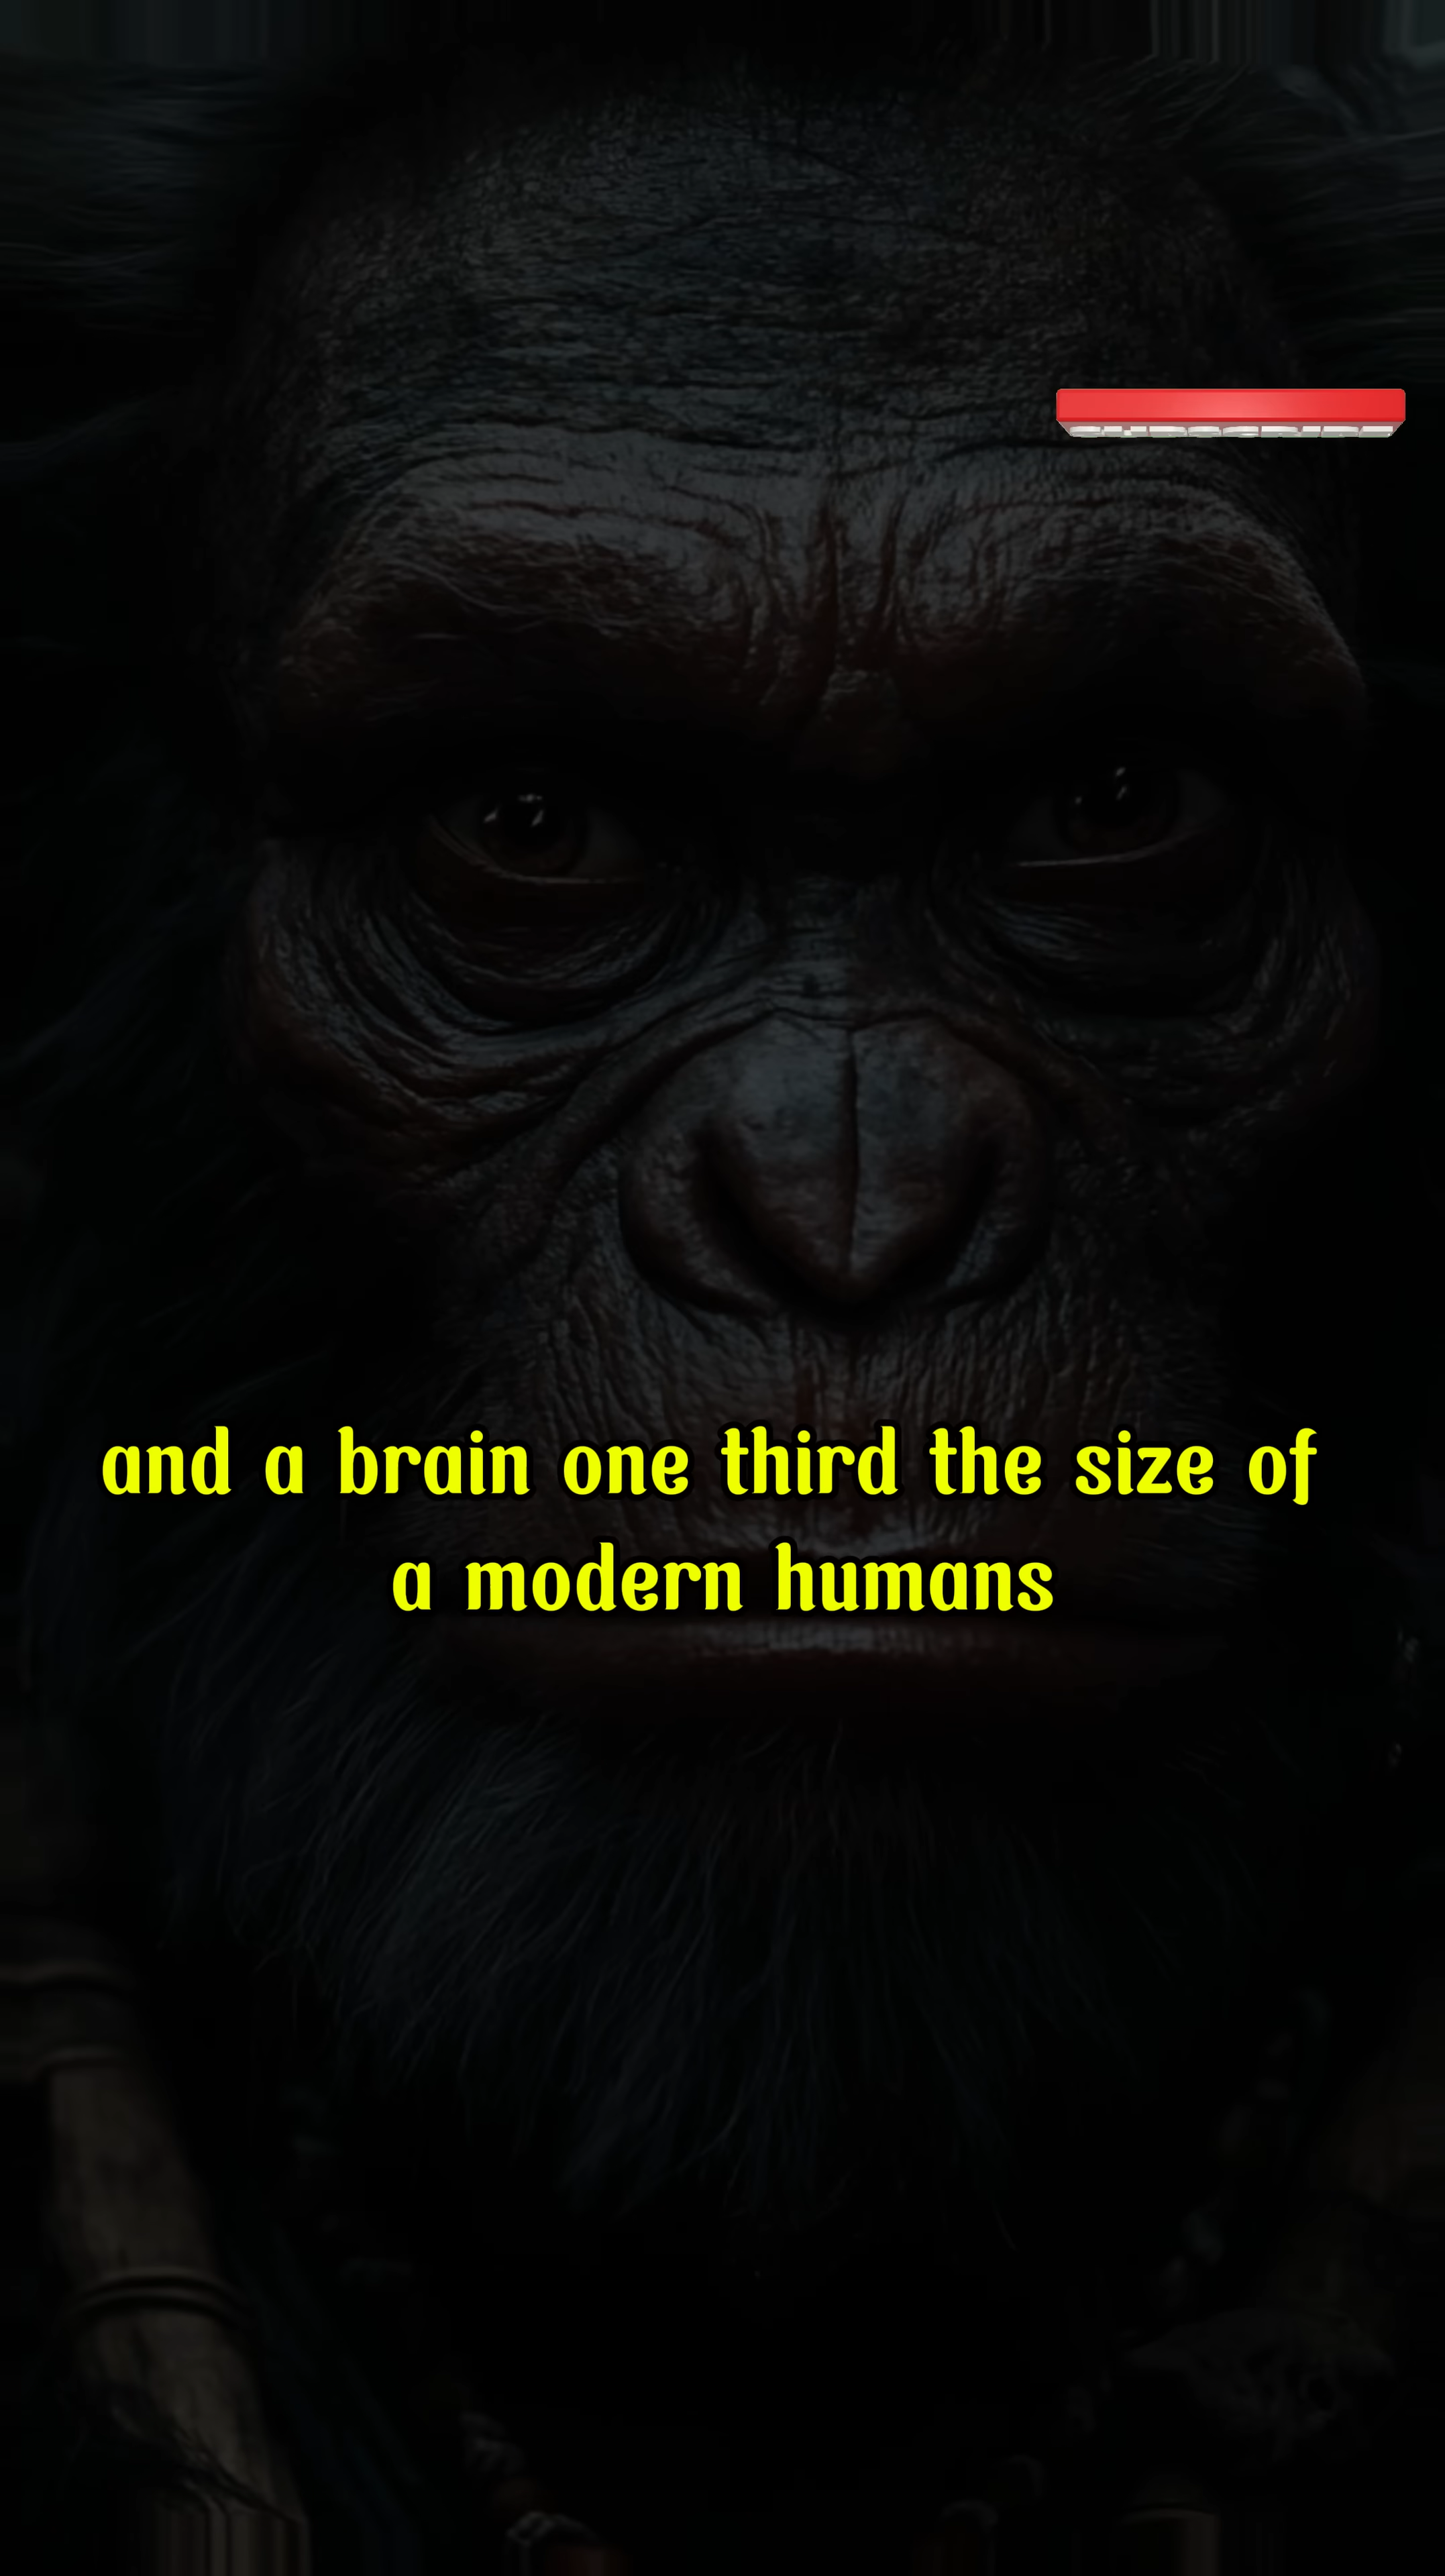 and a brain one third the size of
a modern humans